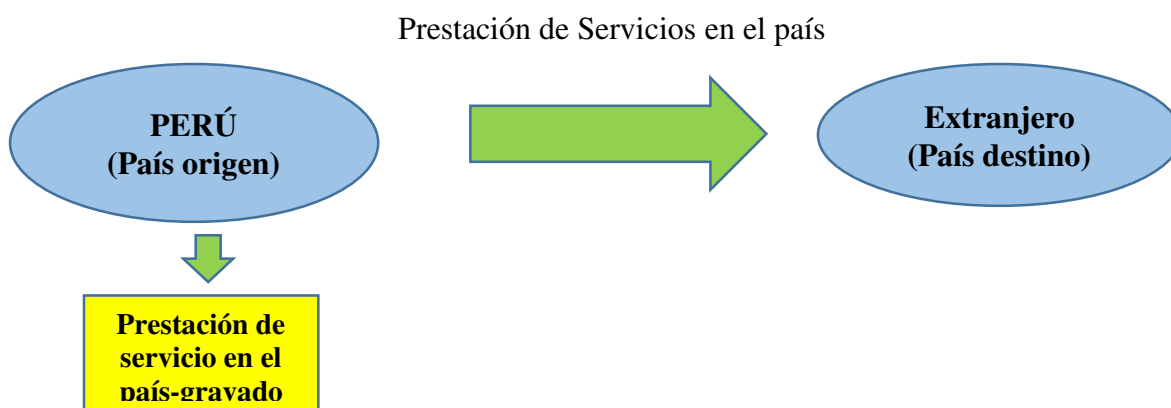 Prestación de Servicios en el país
PERÚ
(País origen)
Extranjero
(País destino)
Prestación de
servicio en el
país-gravado